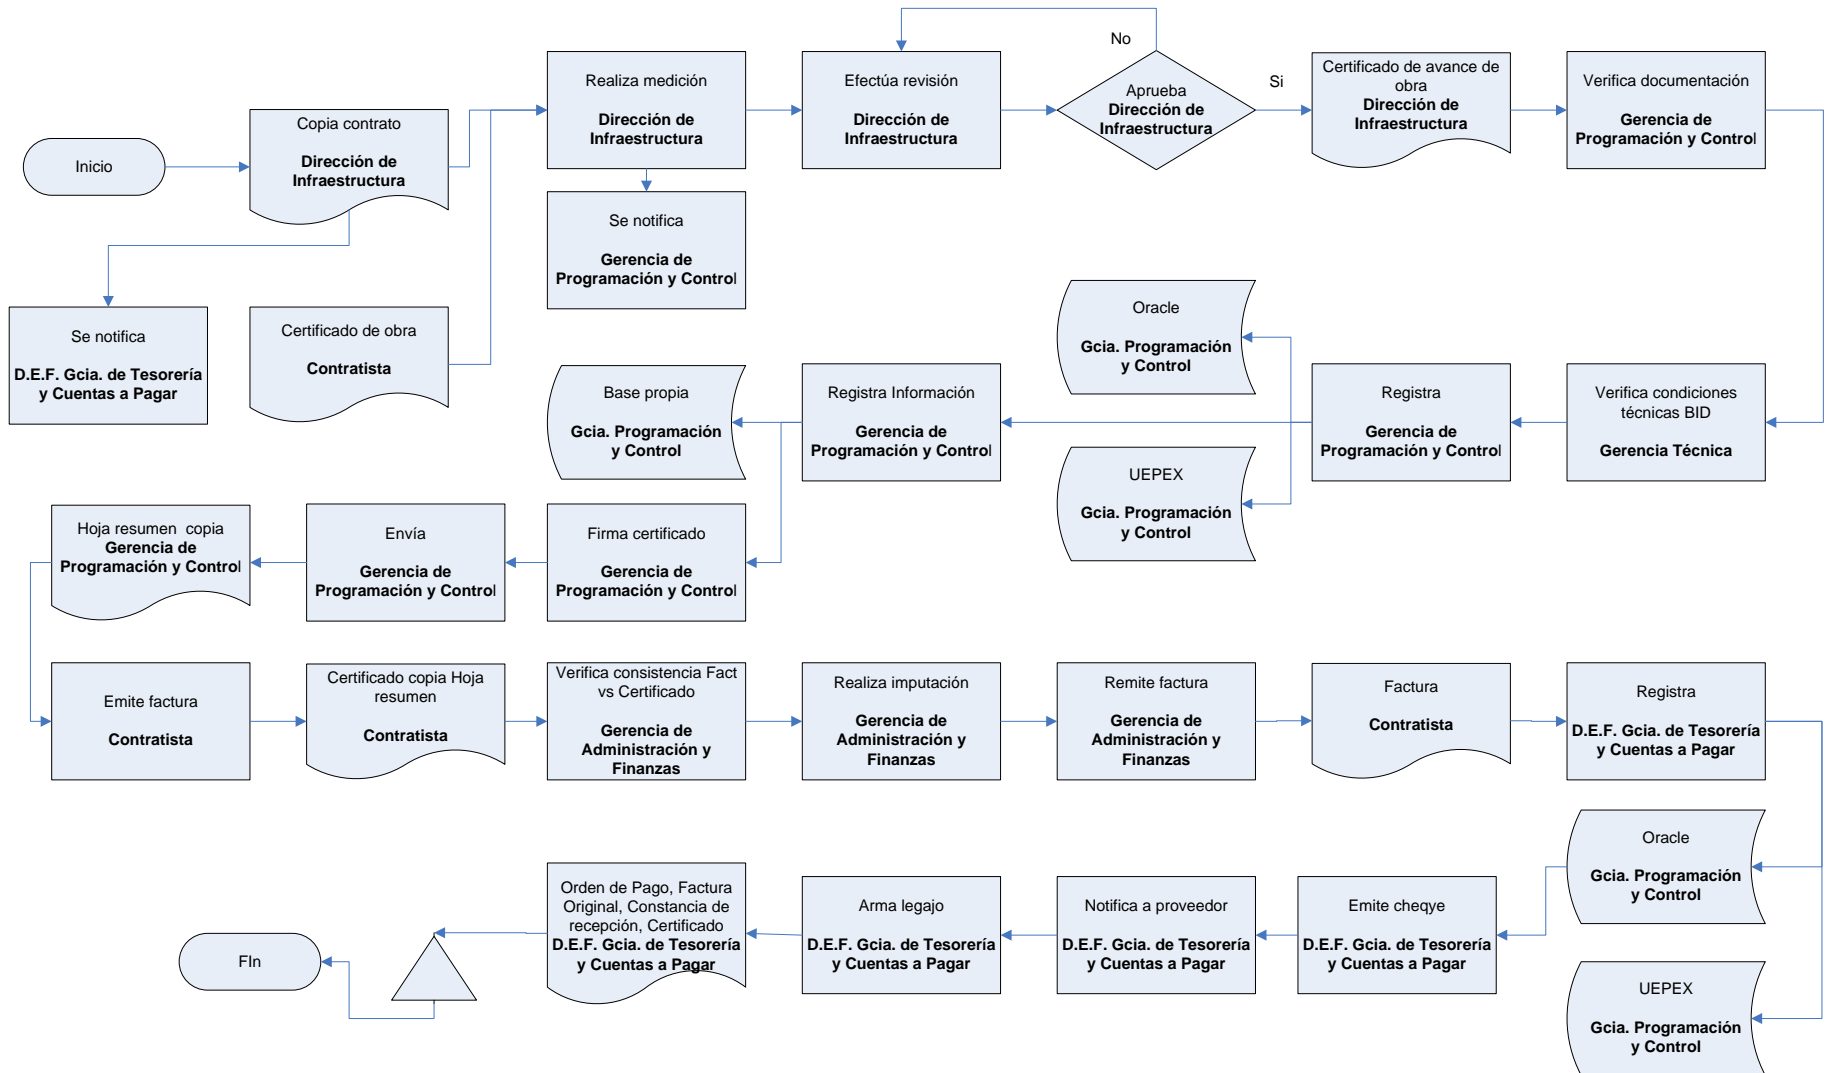 Inicio
Copia contrato
Dirección de
Infraestructura
Se notifica
D.E.F. Gcia. de Tesorería
y Cuentas a Pagar
Certificado de obra
Contratista
Realiza medición
Dirección de
Infraestructura
Se notifica
Gerencia de
Programación y Control
Efectúa revisión
Dirección de
Infraestructura
No
Aprueba
Dirección de
Infraestructura
Si
Certificado de avance de
obra
Dirección de
Infraestructura
Verifica documentación
Gerencia de
Programación y Control
Verifica condiciones
técnicas BID
Gerencia Técnica
Registra
Gerencia de
Programación y Control
Oracle
Gcia. Programación
y Control
UEPEX
Gcia. Programación
y Control
Registra Información
Gerencia de
Programación y Control
Base propia
Gcia. Programación
y Control
Firma certificado
Gerencia de
Programación y Control
Envía
Gerencia de
Programación y Control
Hoja resumen  copia
Gerencia de
Programación y Control
Emite factura
Contratista
Certificado copia Hoja
resumen
Contratista
Verifica consistencia Fact
vs Certificado
Gerencia de
Administración y
Finanzas
Realiza imputación
Gerencia de
Administración y
Finanzas
Remite factura
Gerencia de
Administración y
Finanzas
Factura
Contratista
Registra
D.E.F. Gcia. de Tesorería
y Cuentas a Pagar
Oracle
Gcia. Programación
y Control
UEPEX
Gcia. Programación
y Control
Emite cheqye
D.E.F. Gcia. de Tesorería
y Cuentas a Pagar
Notifica a proveedor
D.E.F. Gcia. de Tesorería
y Cuentas a Pagar
Arma legajo
D.E.F. Gcia. de Tesorería
y Cuentas a Pagar
Orden de Pago, Factura
Original, Constancia de
recepción, Certificado
D.E.F. Gcia. de Tesorería
y Cuentas a Pagar
FIn